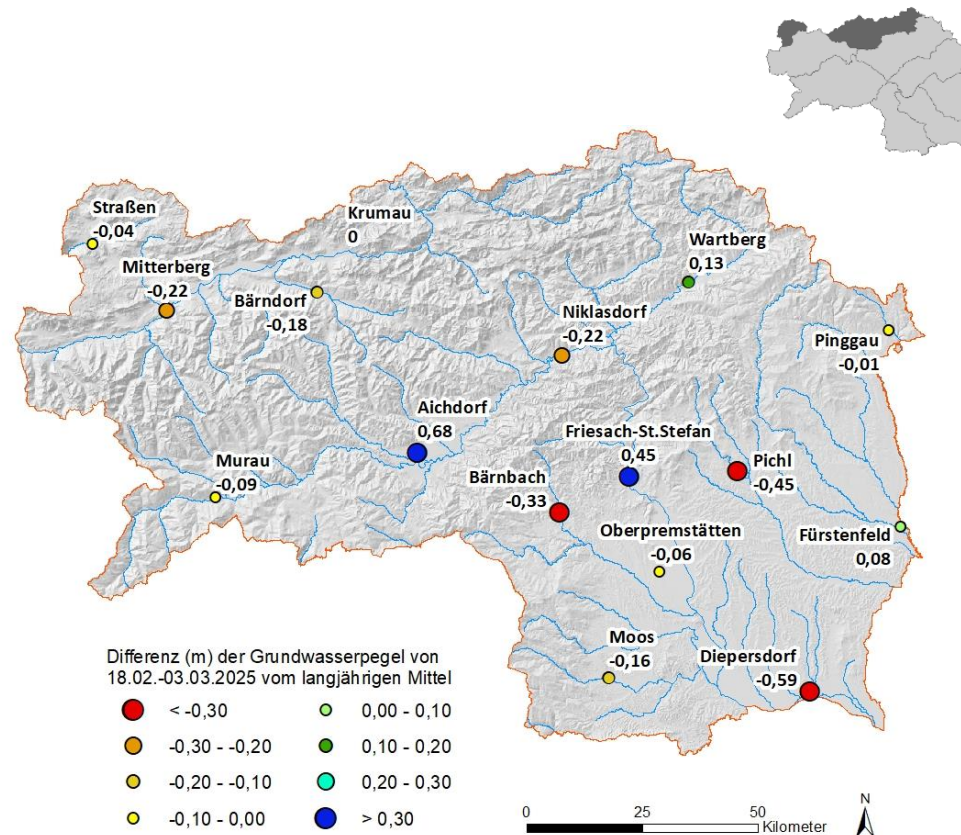 Straßen
-0,04
Krumau
0
Wartberg
0,13
Mitterberg
-0,22
Bärndorf
-0,18
Niklasdorf
-0,22
Pinggau
-0,01
Aichdorf
0,68
Friesach-St.Stefan
0,45
Pichl
-0,45
Murau
-0,09
Bärnbach
-0,33
Oberpremstätten
-0,06
Fürstenfeld
0,08
Moos
-0,16
Diepersdorf
-0,59
Differenz (m) der Grundwasserpegel von
18.02.-03.03.2025 vom langjährigen Mittel
< -0,30
-0,30 - -0,20
-0,20 - -0,10
-0,10 - 0,00
0,00 - 0,10
0,10 - 0,20
0,20 - 0,30
> 0,30
0 25 50
Kilometer
N